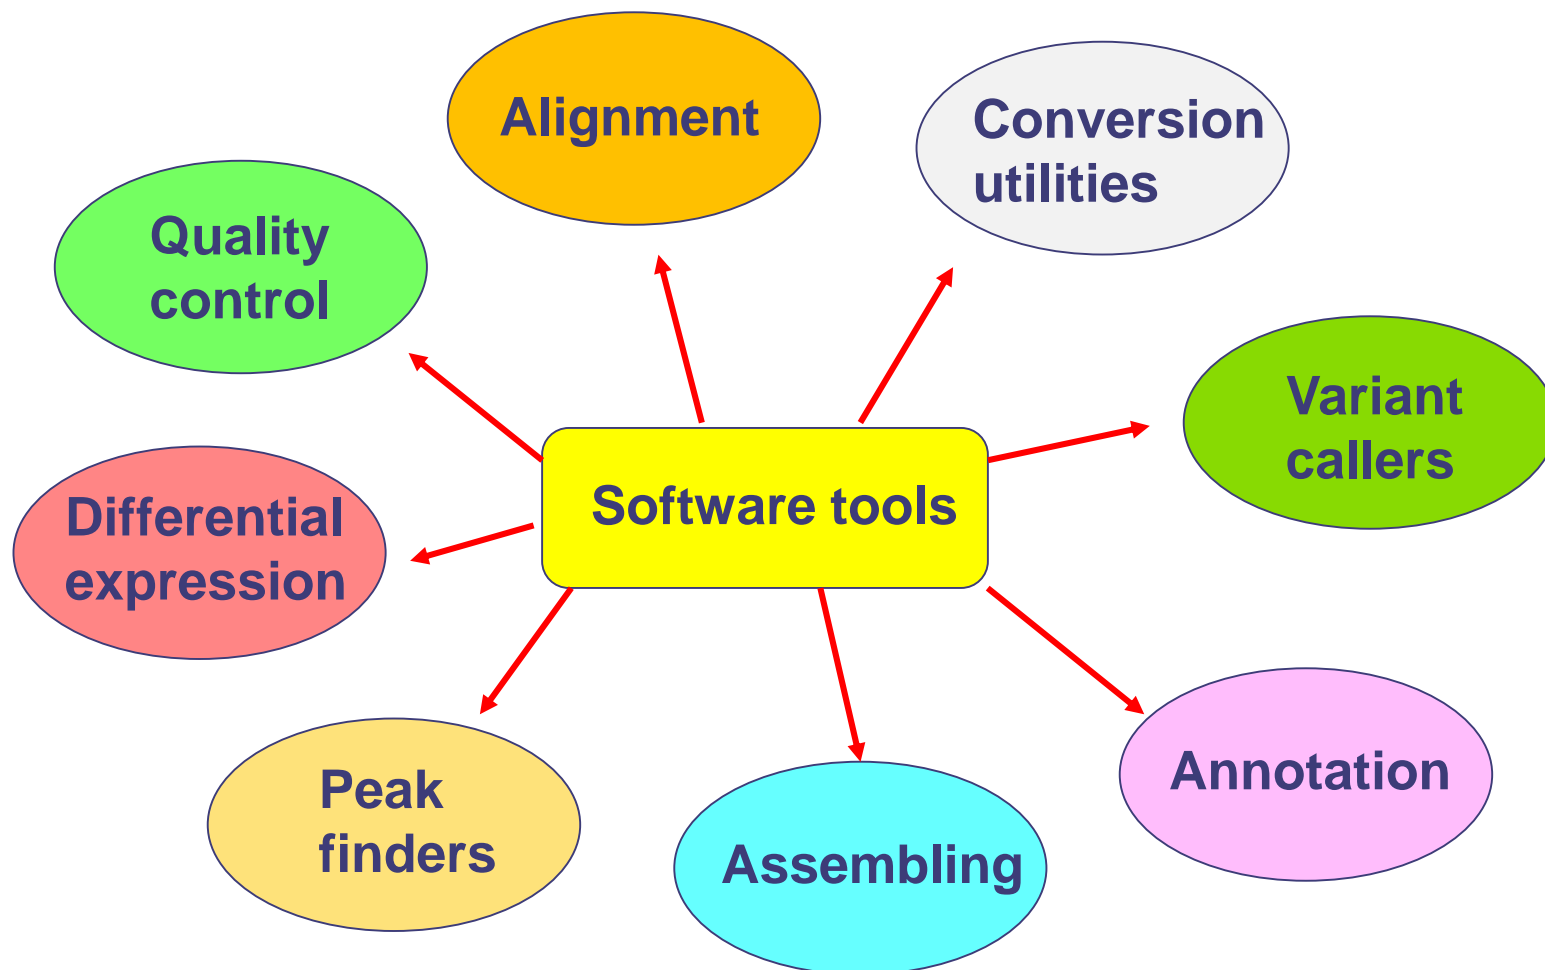 Alignment
Conversion
utilities
Quality
control
Variant
callers
Software tools
Differential
expression
Peak
finders
Assembling
Annotation